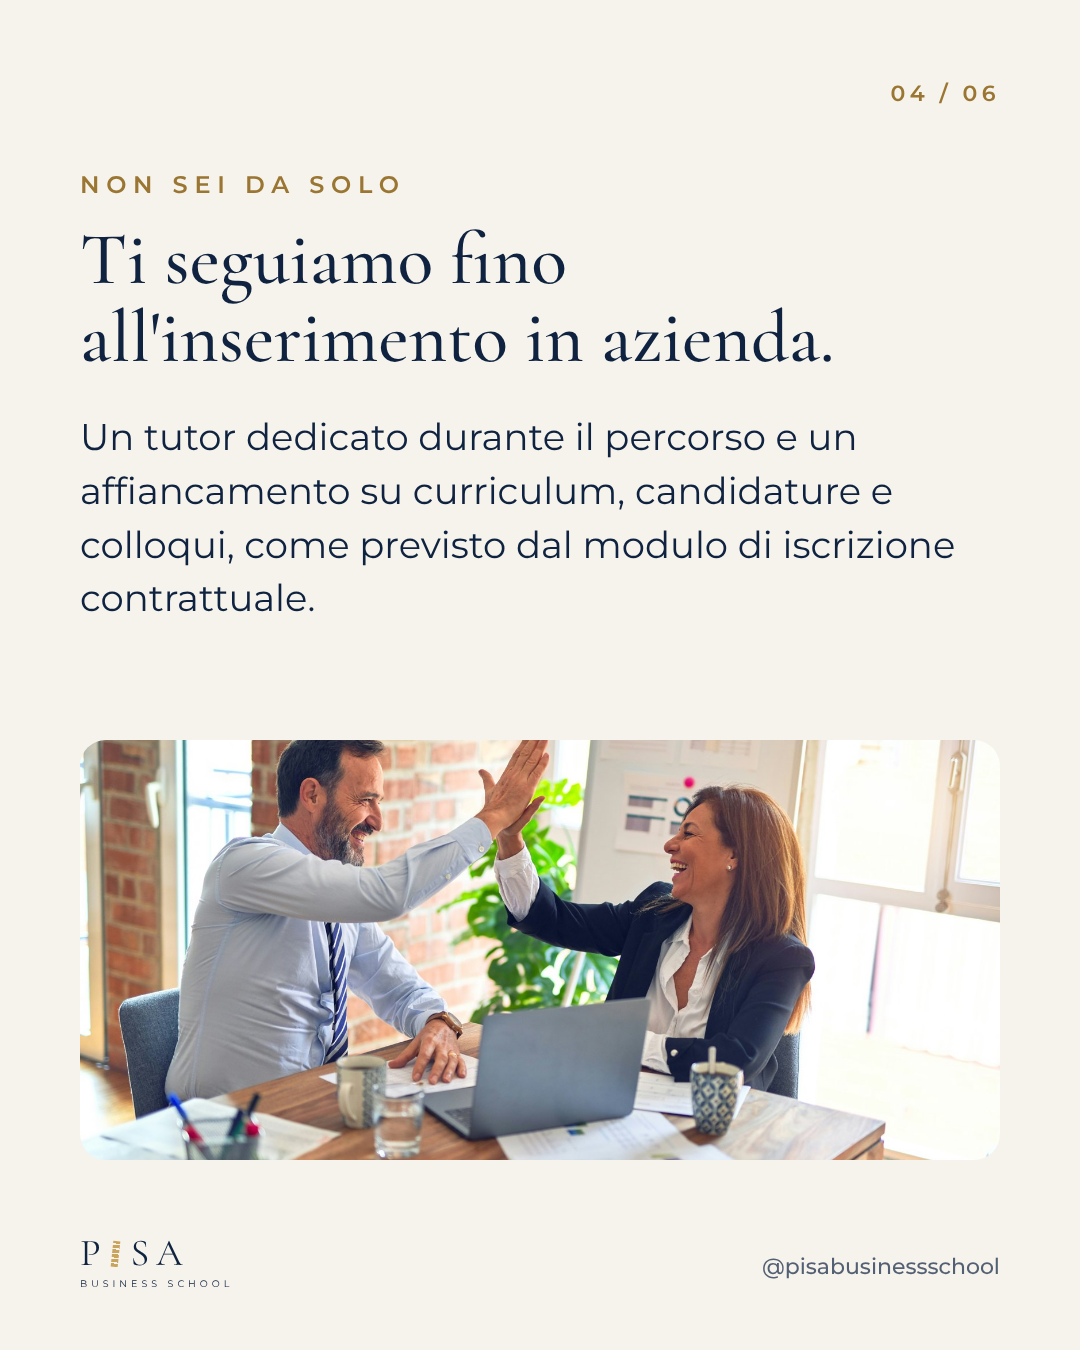 04 / 06
NON SEI DA SOLO
Ti seguiamo fino
all'inserimento in azienda.
Un tutor dedicato durante il percorso e un
affiancamento su curriculum, candidature e
colloqui, come previsto dal modulo di iscrizione
contrattuale.
PISA
BUSINESS SCHOOL
@pisabusinessschool